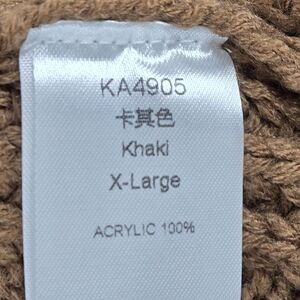 KA4905
卡其色
Khaki
X-Large
ACRYLIC 100%